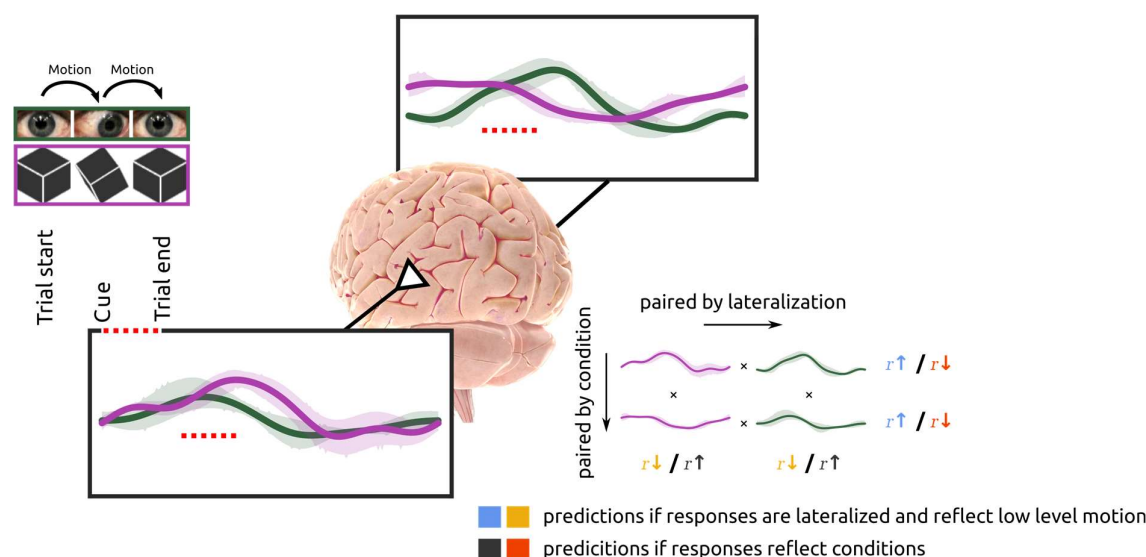 Motion Motion
Trial start
Cue
Trial end
paired by lateralization
paired by condition
× r↑ / r↓
× ×
× r↑ / r↓
r↓ / r↑ r↓ / r↑
predictions if responses are lateralized and reflect low level motion
predicitions if responses reflect conditions